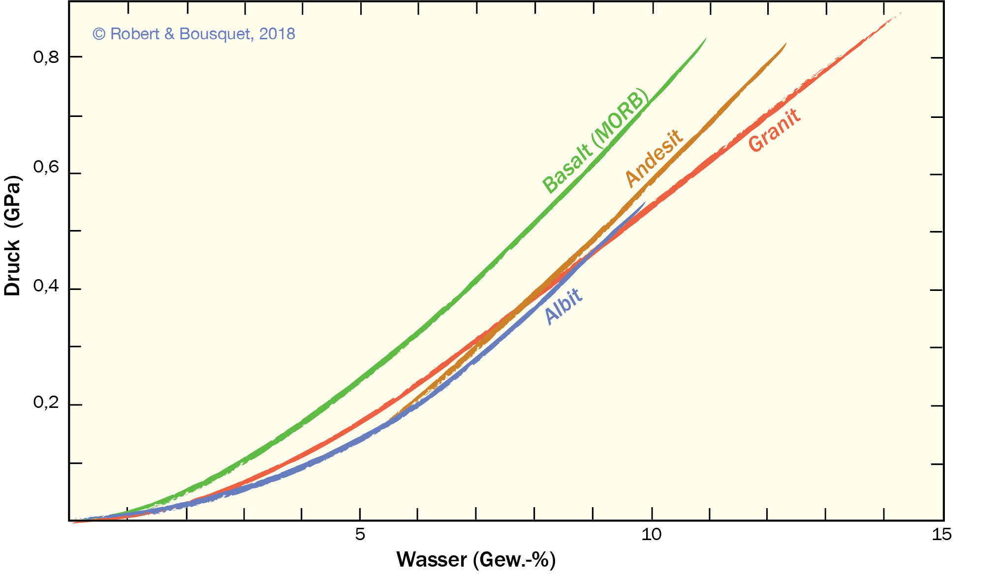 © Robert & Bousquet, 2018
0,8
0,6
0,4
0,2
Druck (GPa)
Basalt (MORB)
Andesit
Granit
Albit
5
10
15
Wasser (Gew.-%)